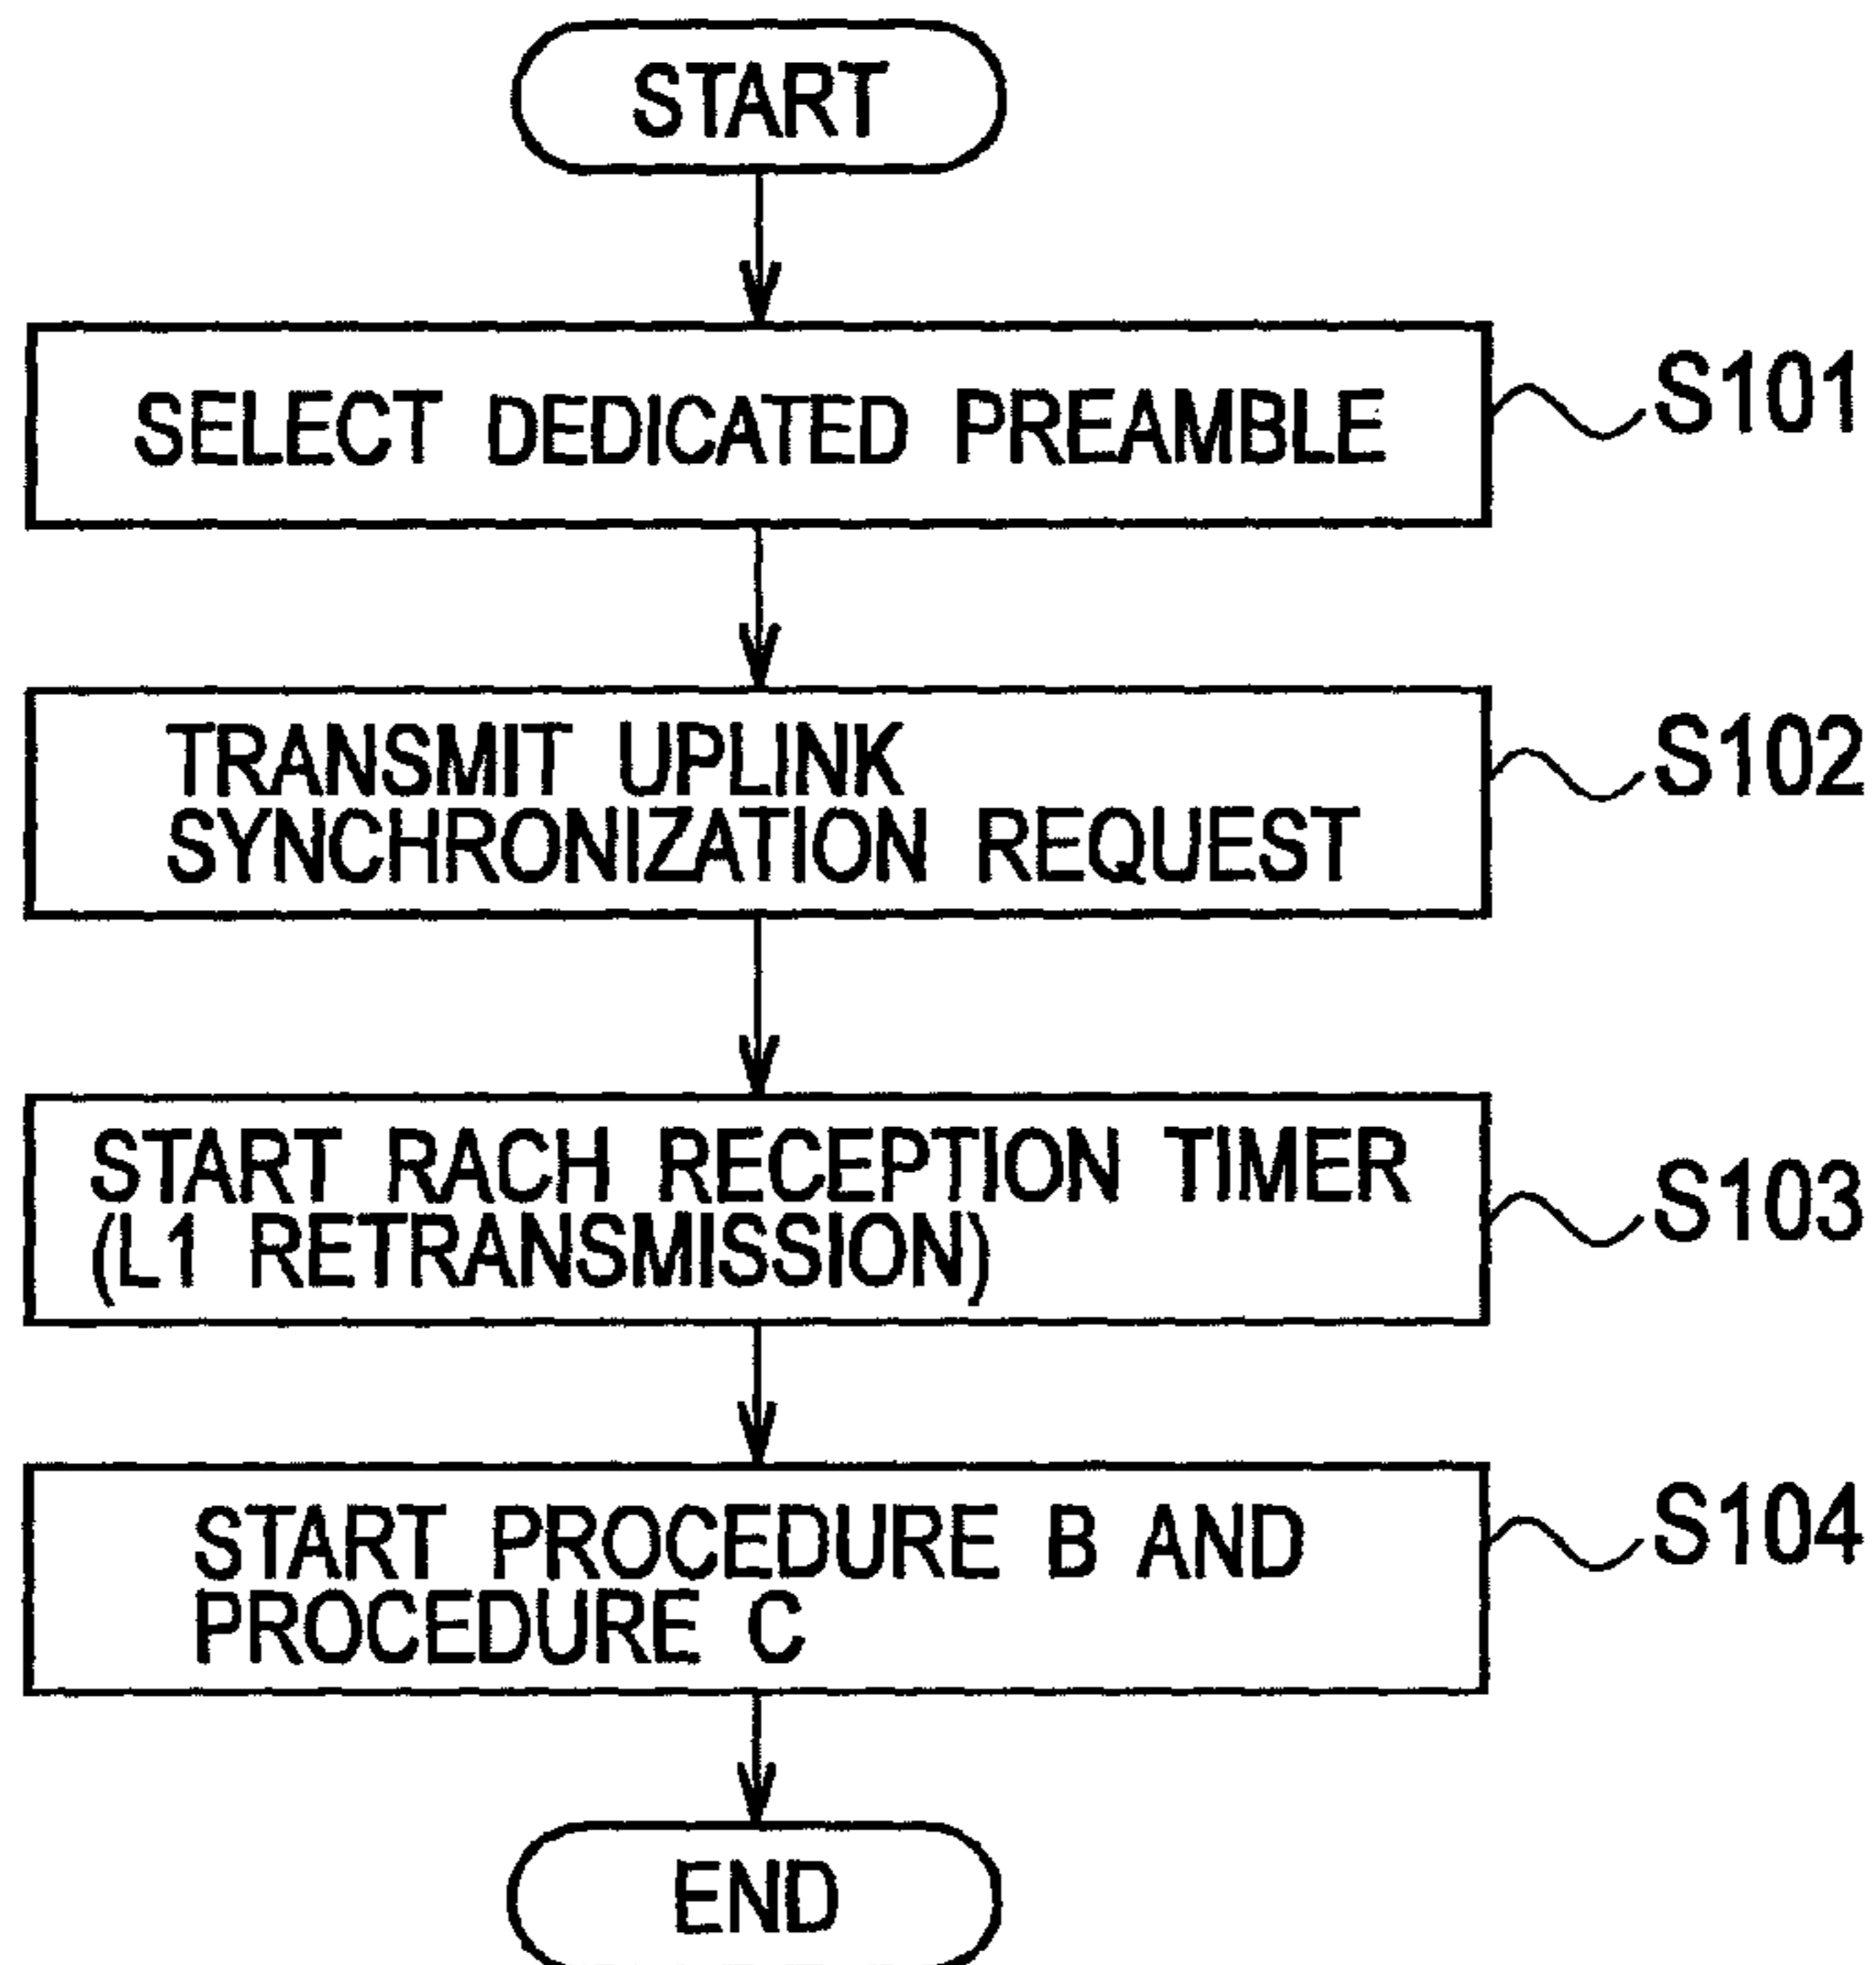 START
SELECT DEDICATED PREAMBLE
S101
TRANSMIT UPLINK
SYNCHRONIZATION REQUEST
S102
START RACH RECEPTION TIMER
(L1 RETRANSMISSION)
S103
START PROCEDURE B AND
PROCEDURE C
S104
END